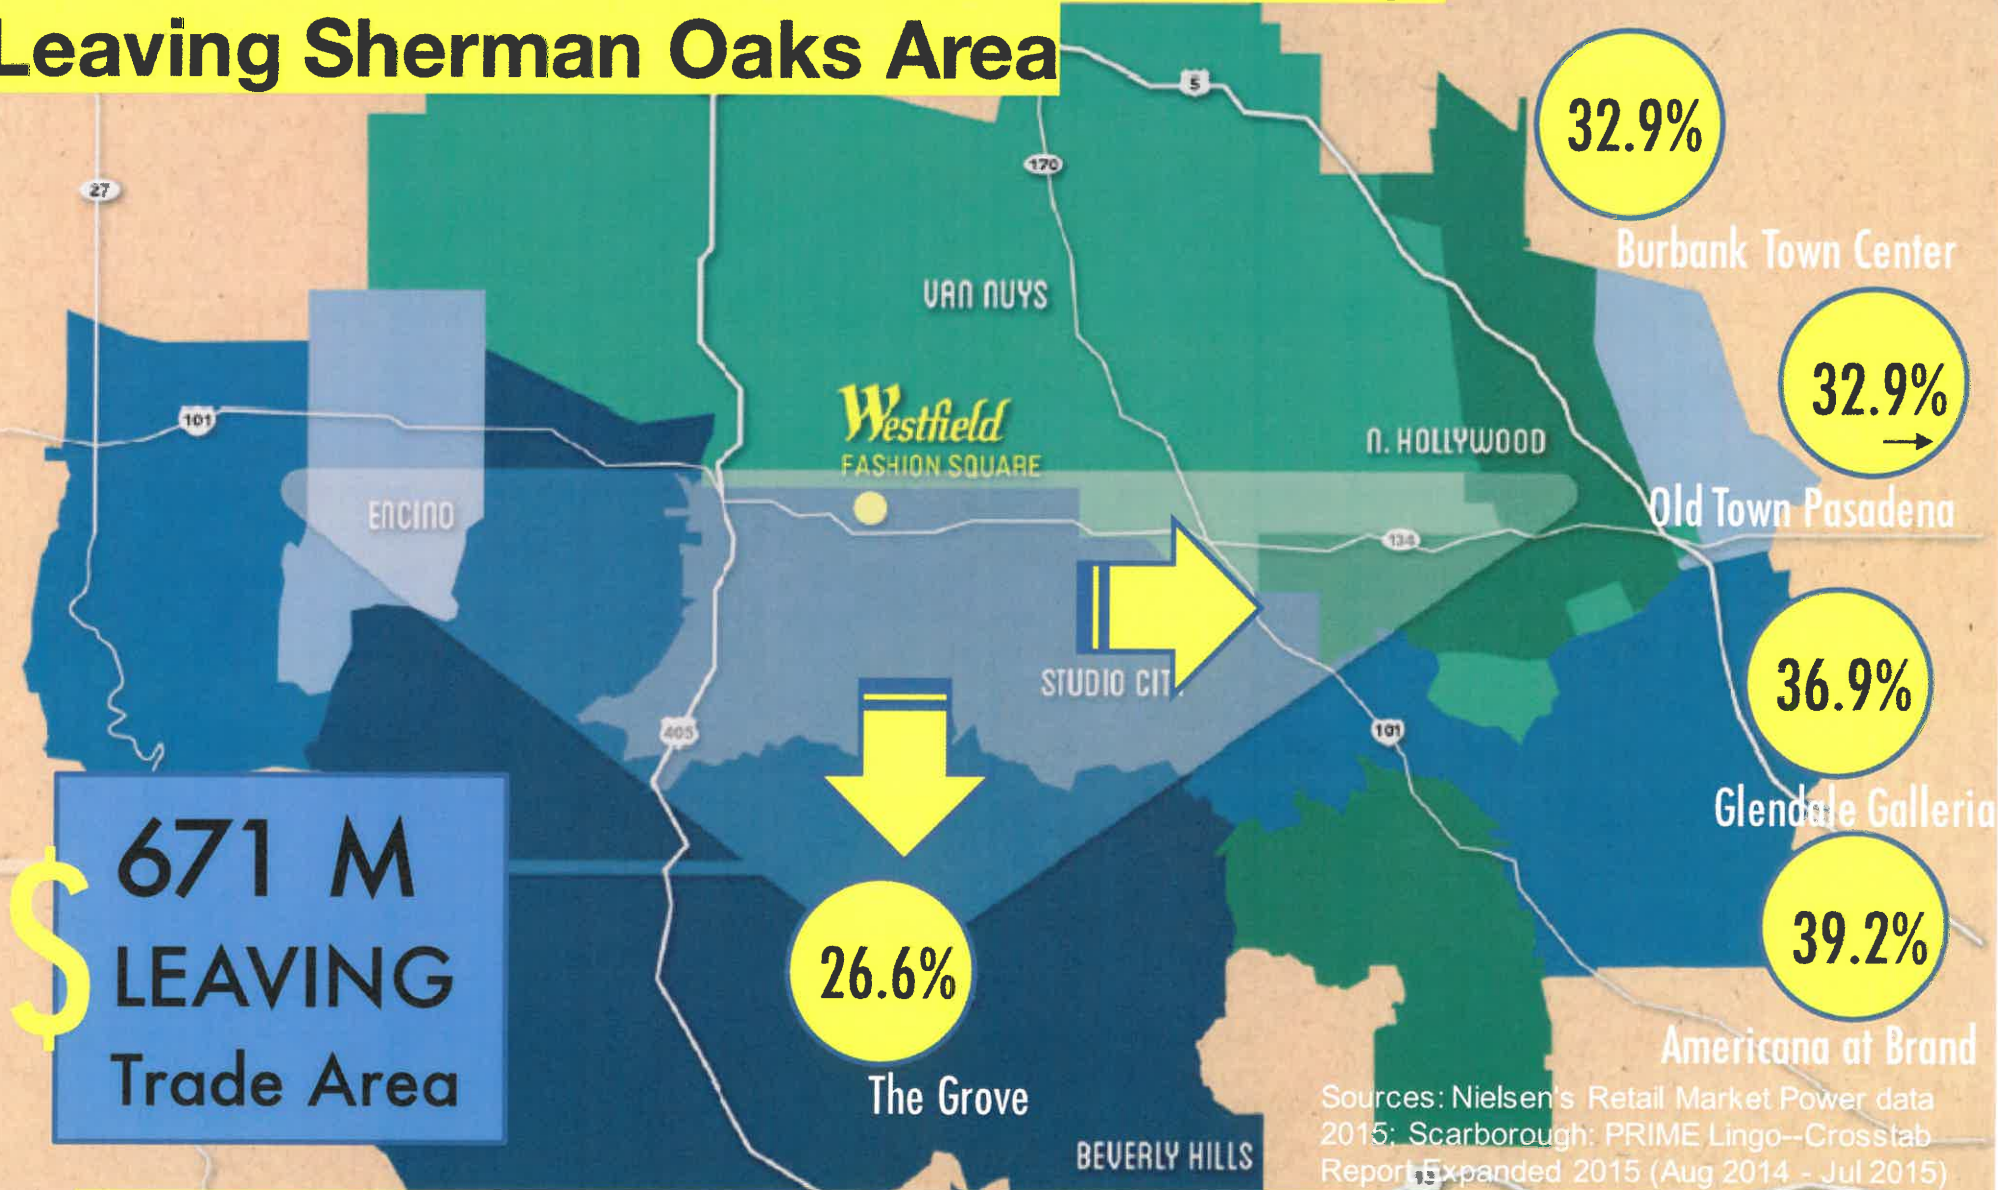 Leaving Sherman Oaks Area
5
32.9%
170
27
Burbank Town Center
VAN NUYS
32.9%
Westfield
FASHION SQUARE
101
N. HOLLYWOOD
ENCINO
Old Town Pasadena
134
36.9%
STUDIO CIT
405
101
Glendale Galleria
$ 671 M
LEAVING
Trade Area
26.6%
39.2%
The Grove
Americana at Brand
Sources: Nielsen's Retail Market Power data
2015; Scarborough: PRIME Lingo--Crosstab
Report Expanded 2015 (Aug 2014 - Jul 2015)
BEVERLY HILLS